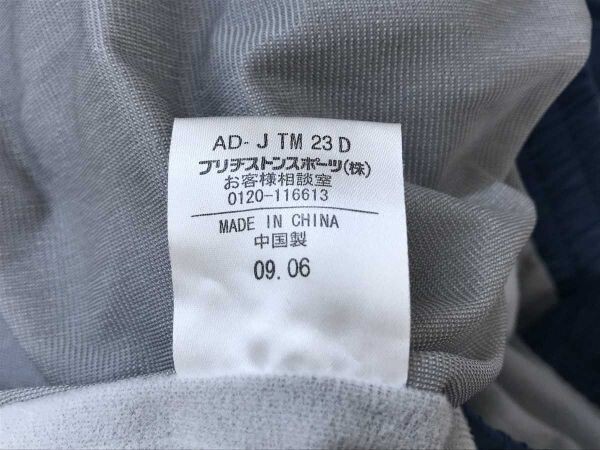 AD- J TM 23 D
ブリヂストンスポーツ(株)
お客様相談室
0120-116613
MADE IN CHINA
中国製
09.06